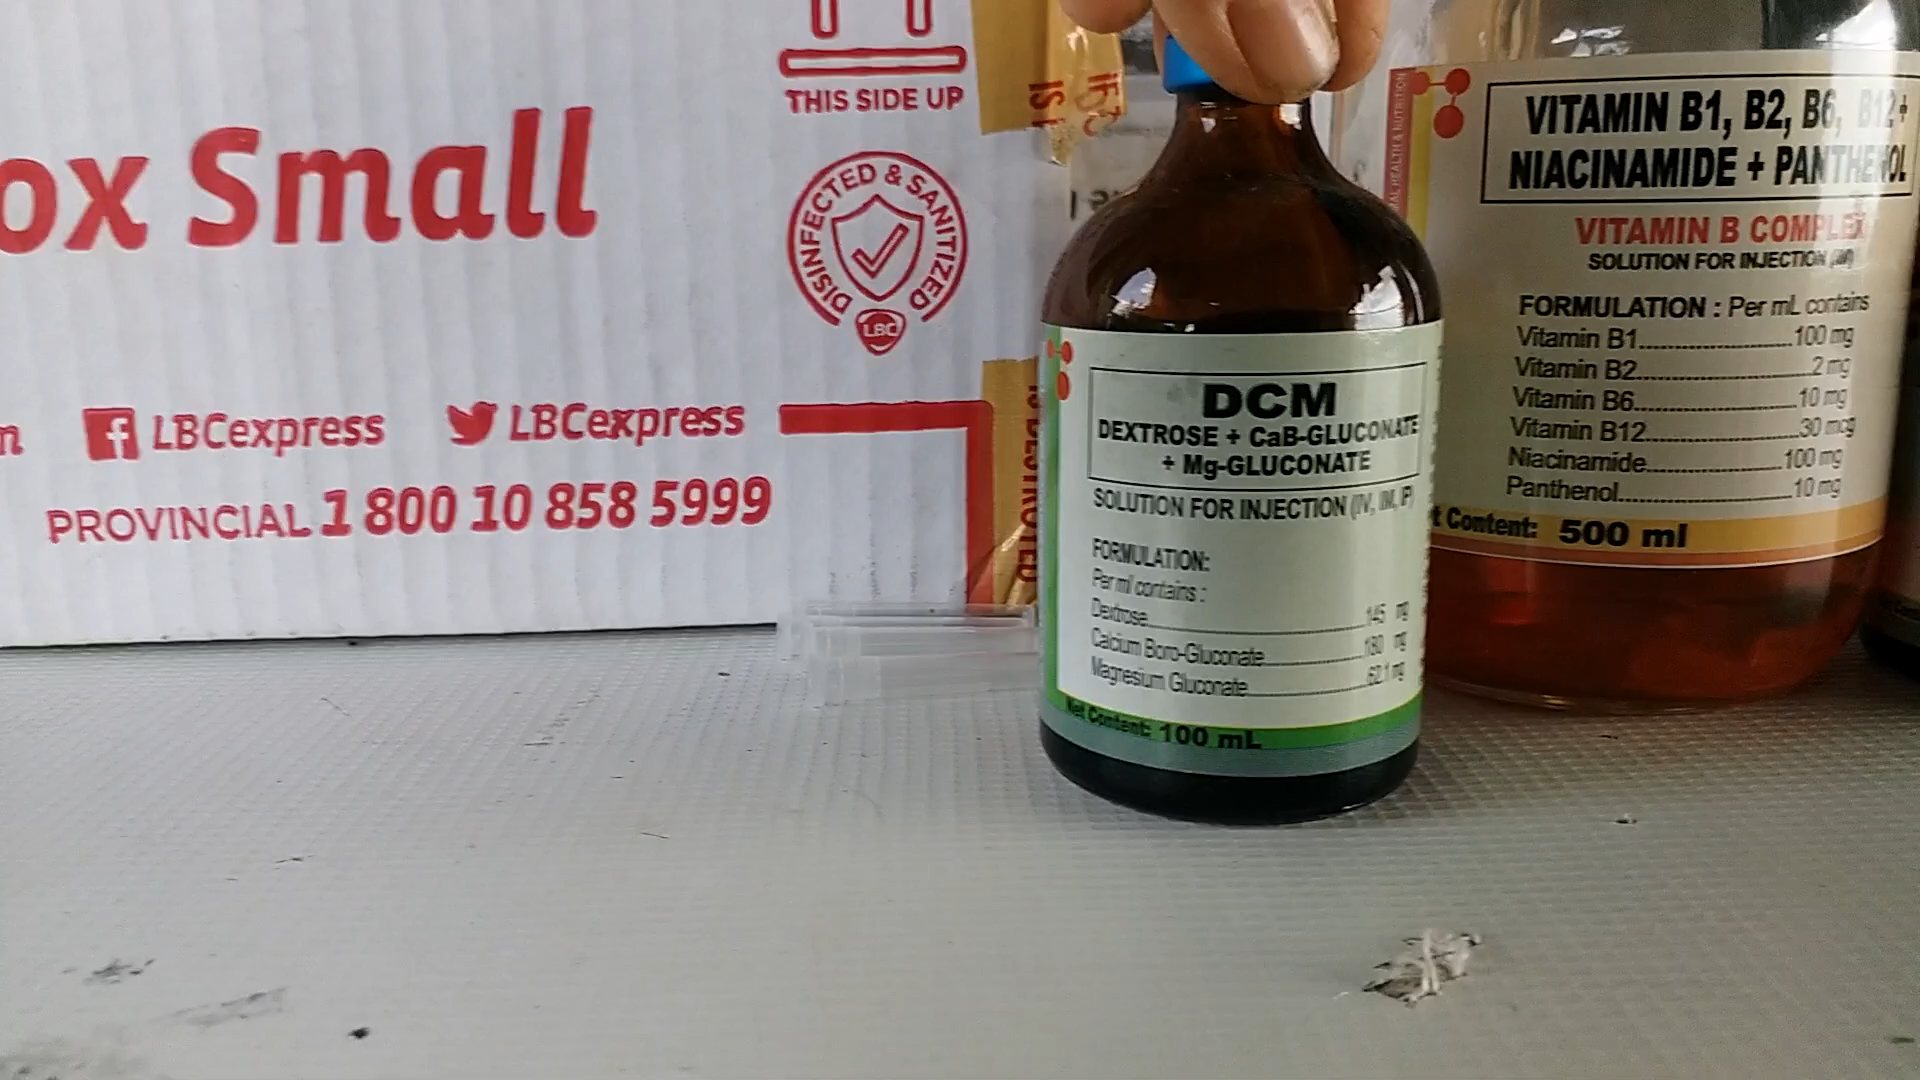 THIS SIDE UP
ox Small
DISINFECTED & SANITIZED
LBC
LBCexpress
LBCexpress
PROVINCIAL 1 800 10 858 5999
DCM
DEXTROSE + CaB-GLUCONATE
+ Mg-GLUCONATE
SOLUTION FOR INJECTION (IV, IM, IP)
FORMULATION:
Per ml contains :
Dextrose 145 mg
Calcium Boro-Gluconate 180 mg
Magnesium Gluconate 62.1 mg
Net Content: 100 mL
VITAMIN B1, B2, B6, B12+
NIACINAMIDE + PANTHENOL
VITAMIN B COMPLEX
SOLUTION FOR INJECTION
FORMULATION : Per mL contains
Vitamin B1 100 mg
Vitamin B2 2 mg
Vitamin B6 10 mg
Vitamin B12 30 mcg
Niacinamide 100 mg
Panthenol 10 mg
t Content: 500 ml